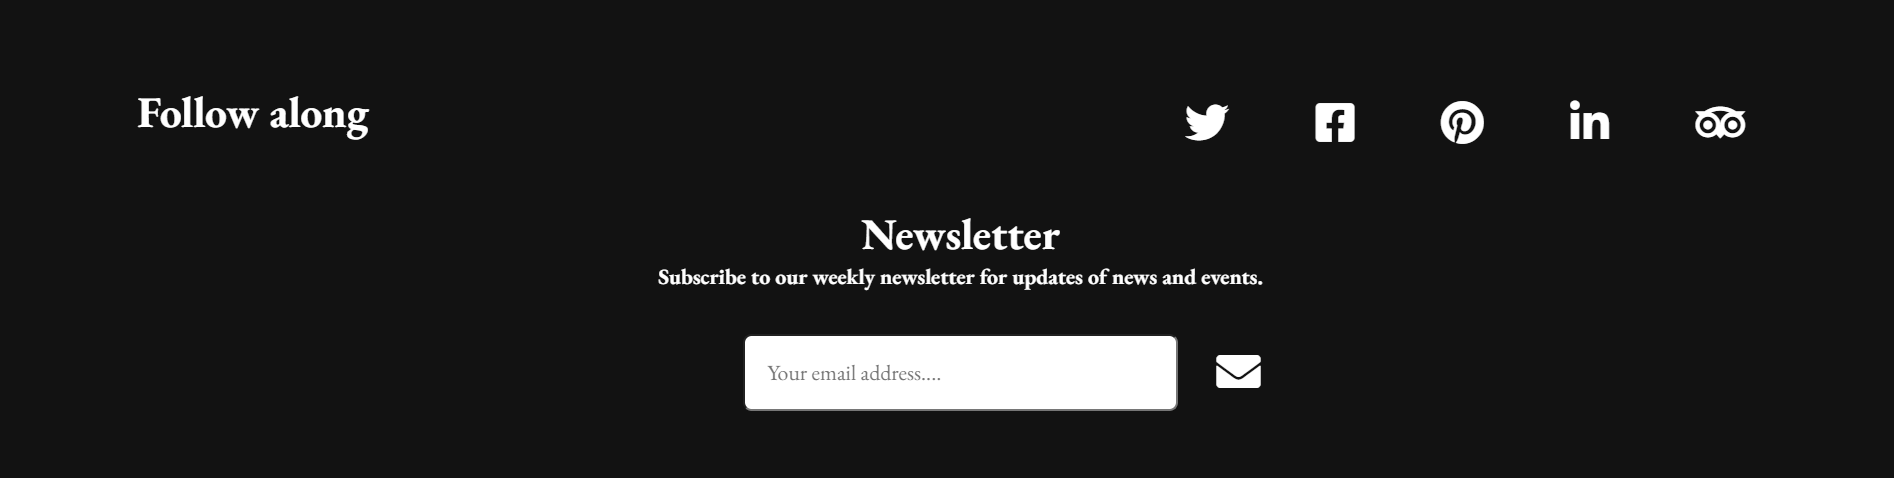 Follow along
Newsletter
Subscribe to our weekly newsletter for updates of news and events.
Your email address....